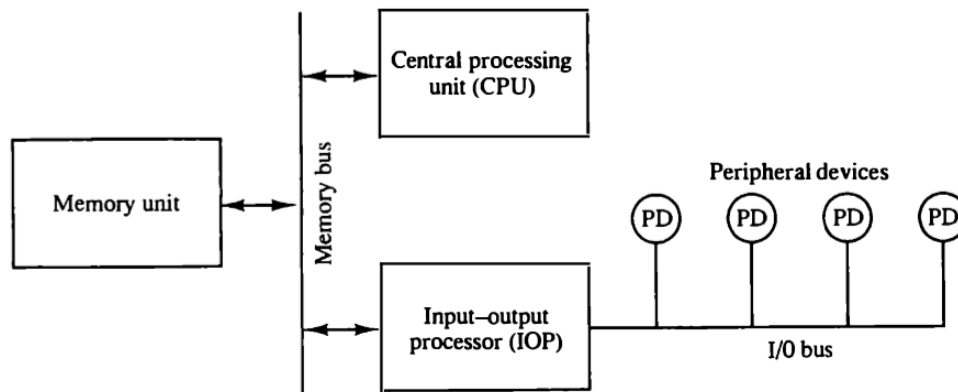 Central processing
unit (CPU)
Memory unit
Memory bus
Peripheral devices
PD PD PD PD
Input–output
processor (IOP)
I/0 bus